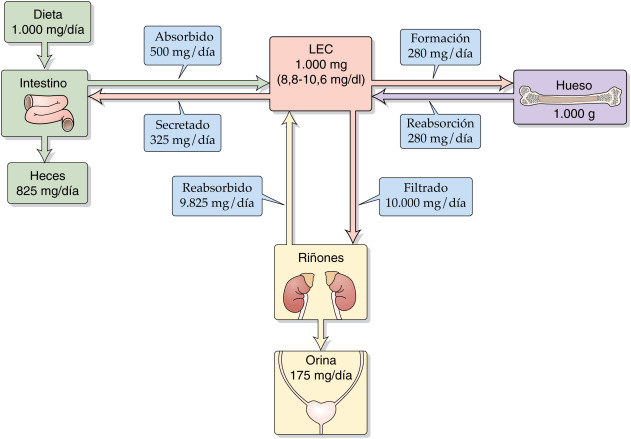 Dieta
1.000 mg/día
Absorbido
500 mg/día
LEC
1.000 mg
(8,8-10,6 mg/dl)
Formación
280 mg/día
Intestino
Hueso
1.000 g
Secretado
325 mg/día
Reabsorción
280 mg/día
Heces
825 mg/día
Reabsorbido
9.825 mg/día
Filtrado
10.000 mg/día
Riñones
Orina
175 mg/día